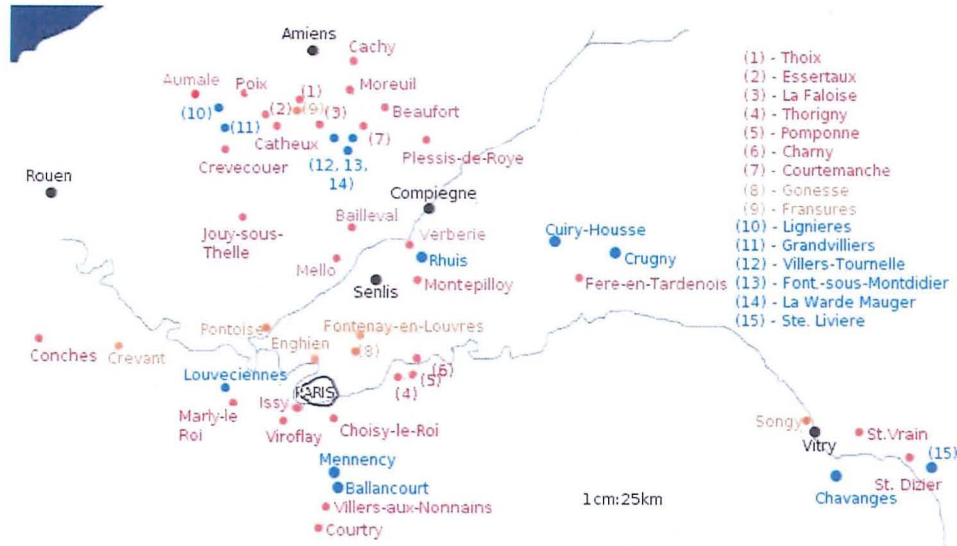 Amiens
Cachy
Aumale
Poix
(1)
Moreuil
(10)
(2)
(9)
(3)
Beaufort
(11)
Catheux
(7)
Crevecouer
(12, 13,
14)
Plessis-de-Roye
Rouen
Compiegne
Jouy-sous-
Thelle
Bailleval
Verberie
Cuiry-Housse
Mello
Rhuis
Crugny
Senlis
Montepilloy
Fere-en-Tardenois
Pontoise
Fontenay-en-Louvres
Enghien
(8)
Conches
Crevant
(6)
Louveciennes
PARIS
(4)
(5)
Marly-le
Roi
Issy
Viroflay
Choisy-le-Roi
Songy
Vitry
St.Vrain
(15)
St. Dizier
Mennency
Ballancourt
Chavanges
Villers-aux-Nonnains
1cm:25km
Courtry
(1) - Thoix
(2) - Essertaux
(3) - La Faloise
(4) - Thorigny
(5) - Pomponne
(6) - Charny
(7) - Courtemanche
(8) - Gonesse
(9) - Fransures
(10) - Lignieres
(11) - Grandvilliers
(12) - Villers-Tournelle
(13) - Font.-sous-Montdidier
(14) - La Warde Mauger
(15) - Ste. Liviere